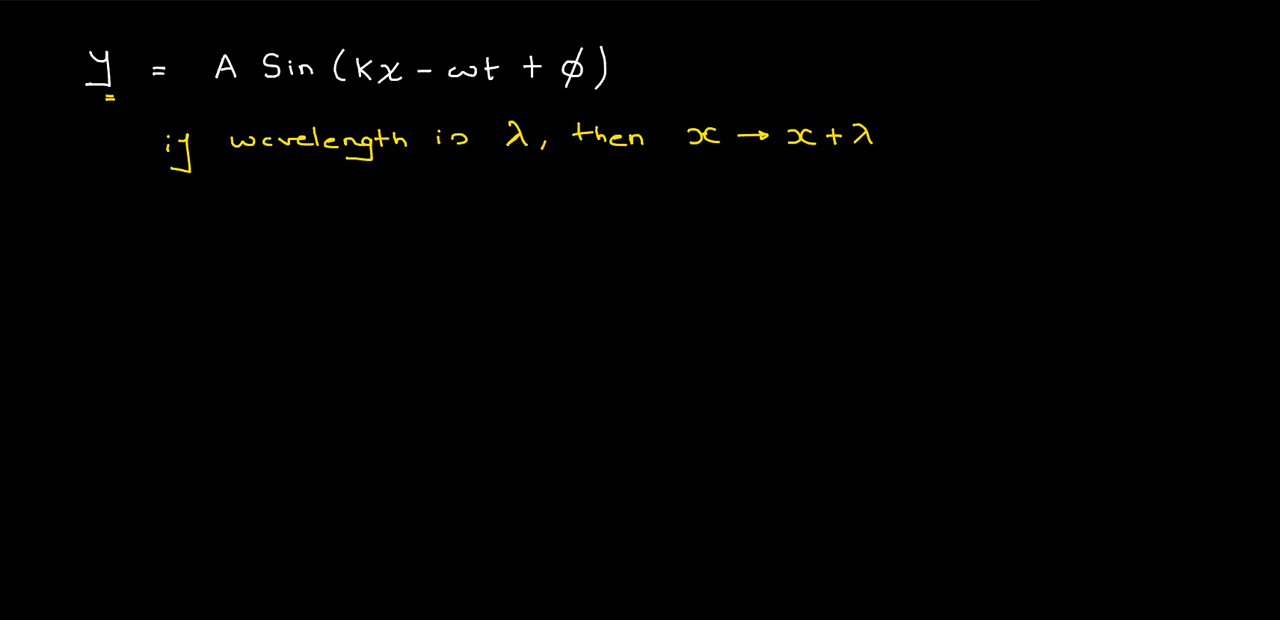 y = A Sin (Kx - ωt + ϕ)
if wavelength is λ, then x → x + λ